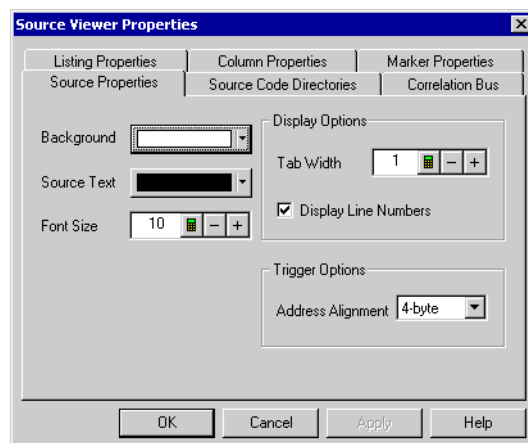 Source Viewer Properties
Listing Properties Column Properties Marker Properties
Source Properties Source Code Directories Correlation Bus
Background
Source Text
Font Size 10 − +
Display Options
Tab Width 1 − +
Display Line Numbers
Trigger Options
Address Alignment 4-byte
OK Cancel Apply Help